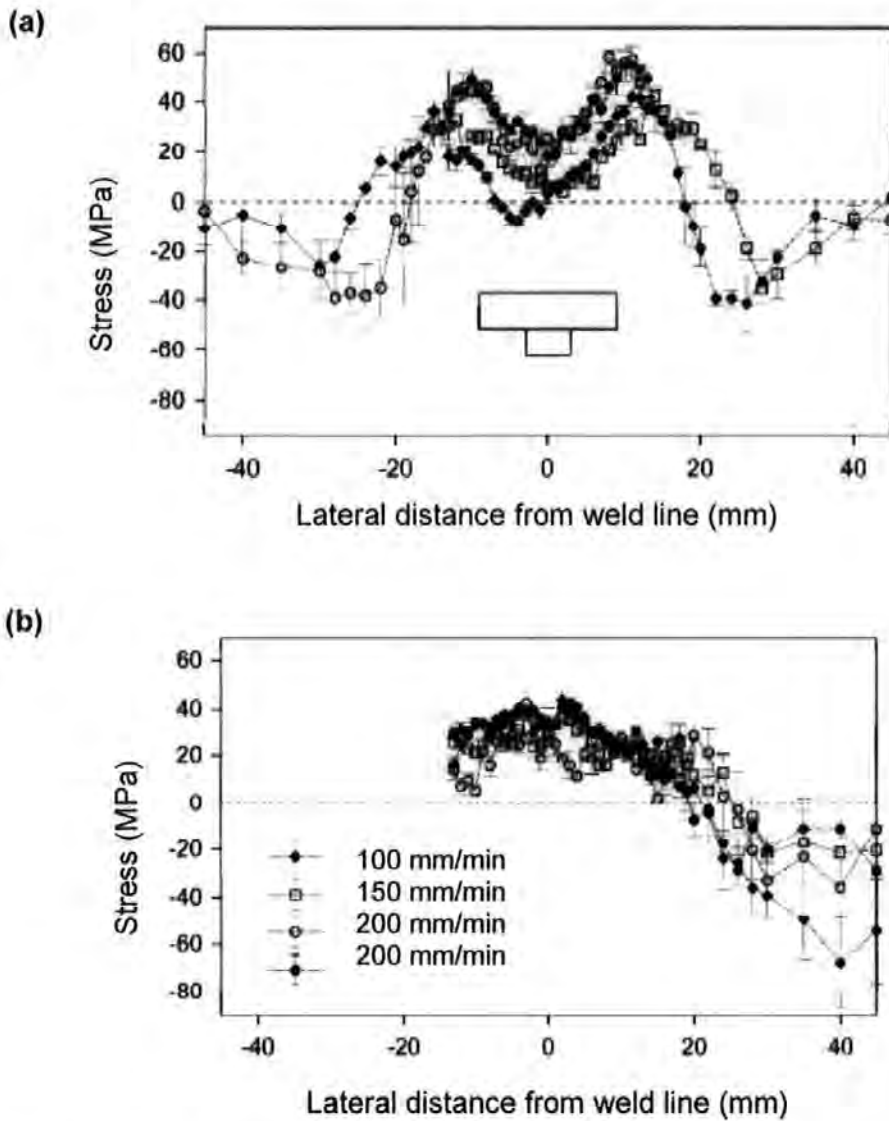 (a)
60
40
20
0
-20
-40
-60
-80
Stress (MPa)
-40 -20 0 20 40
Lateral distance from weld line (mm)
(b)
60
40
20
0
-20
-40
-60
-80
Stress (MPa)
100 mm/min
150 mm/min
200 mm/min
200 mm/min
-40 -20 0 20 40
Lateral distance from weld line (mm)